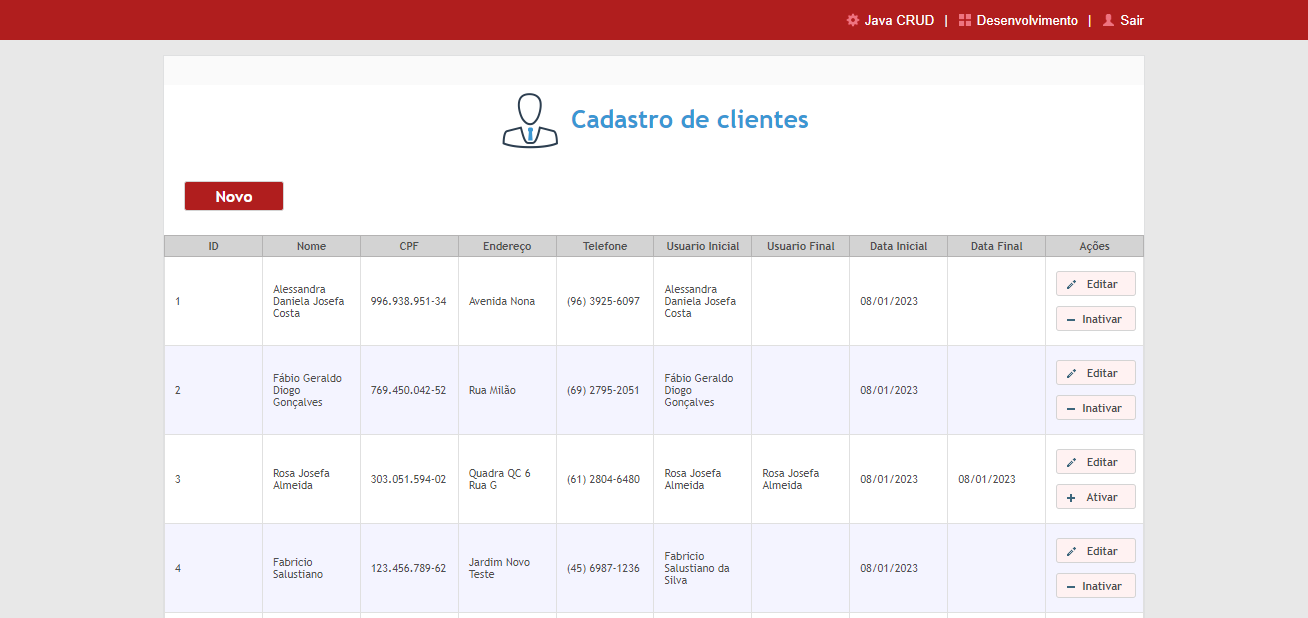 Java CRUD | Desenvolvimento | Sair
Cadastro de clientes
Novo
ID Nome CPF Endereço Telefone Usuario Inicial Usuario Final Data Inicial Data Final Ações
1
Alessandra
Daniela Josefa
Costa
996.938.951-34
Avenida Nona
(96) 3925-6097
Alessandra
Daniela Josefa
Costa
08/01/2023
Editar
Inativar
2
Fábio Geraldo
Diogo
Gonçalves
769.450.042-52
Rua Milão
(69) 2795-2051
Fábio Geraldo
Diogo
Gonçalves
08/01/2023
Editar
Inativar
3
Rosa Josefa
Almeida
303.051.594-02
Quadra QC 6
Rua G
(61) 2804-6480
Rosa Josefa
Almeida
Rosa Josefa
Almeida
08/01/2023
08/01/2023
Editar
Ativar
4
Fabricio
Salustiano
123.456.789-62
Jardim Novo
Teste
(45) 6987-1236
Fabricio
Salustiano da
Silva
08/01/2023
Editar
Inativar